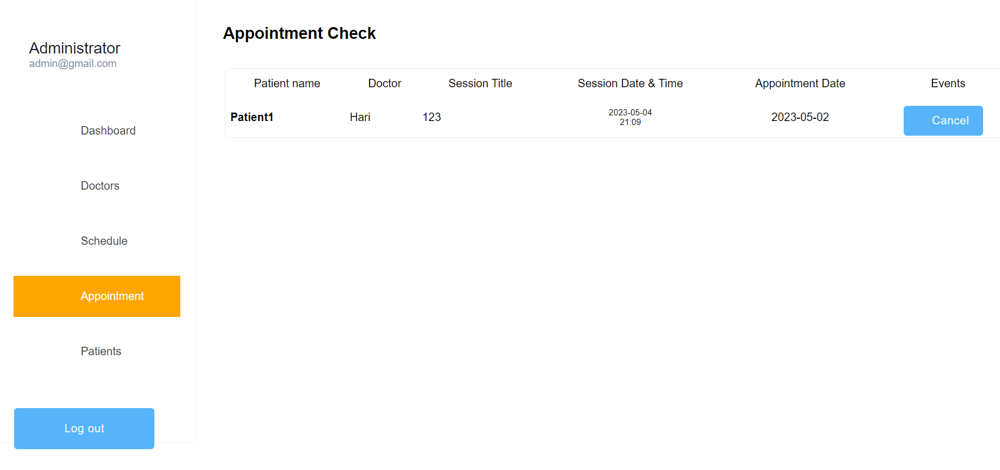 Administrator
admin@gmail.com
Dashboard
Doctors
Schedule
Appointment
Patients
Log out
Appointment Check
Patient name Doctor Session Title Session Date & Time Appointment Date Events
Patient1 Hari 123 2023-05-04 2023-05-02 Cancel
21:09